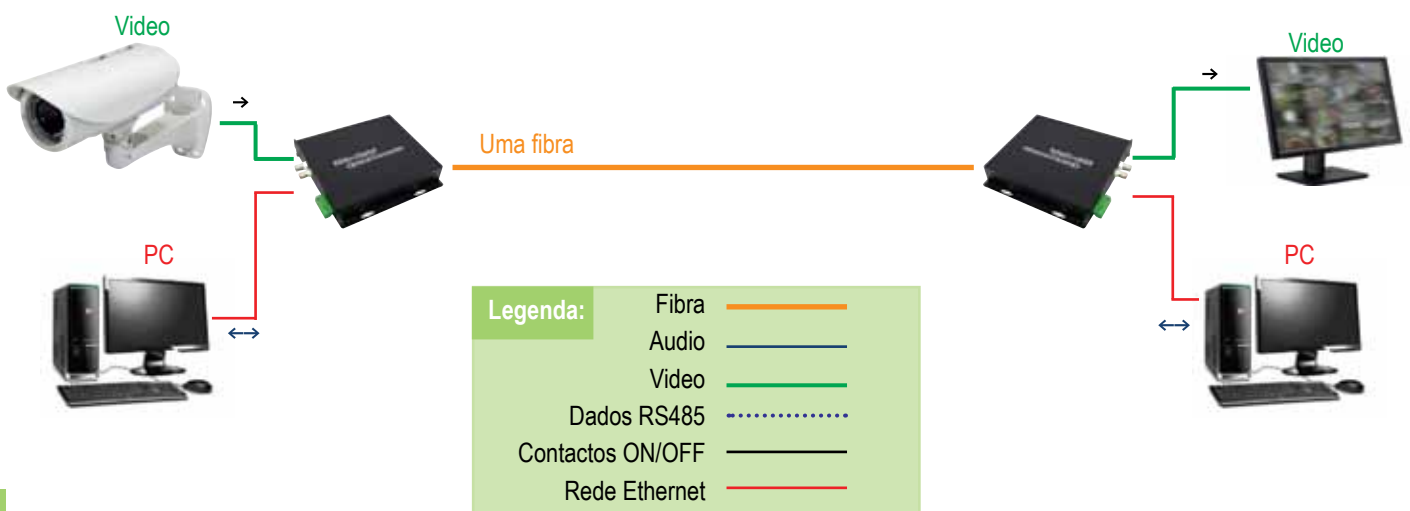 Video
Video
Uma fibra
PC
PC
Legenda:
Fibra
Audio
Video
Dados RS485
Contactos ON/OFF
Rede Ethernet